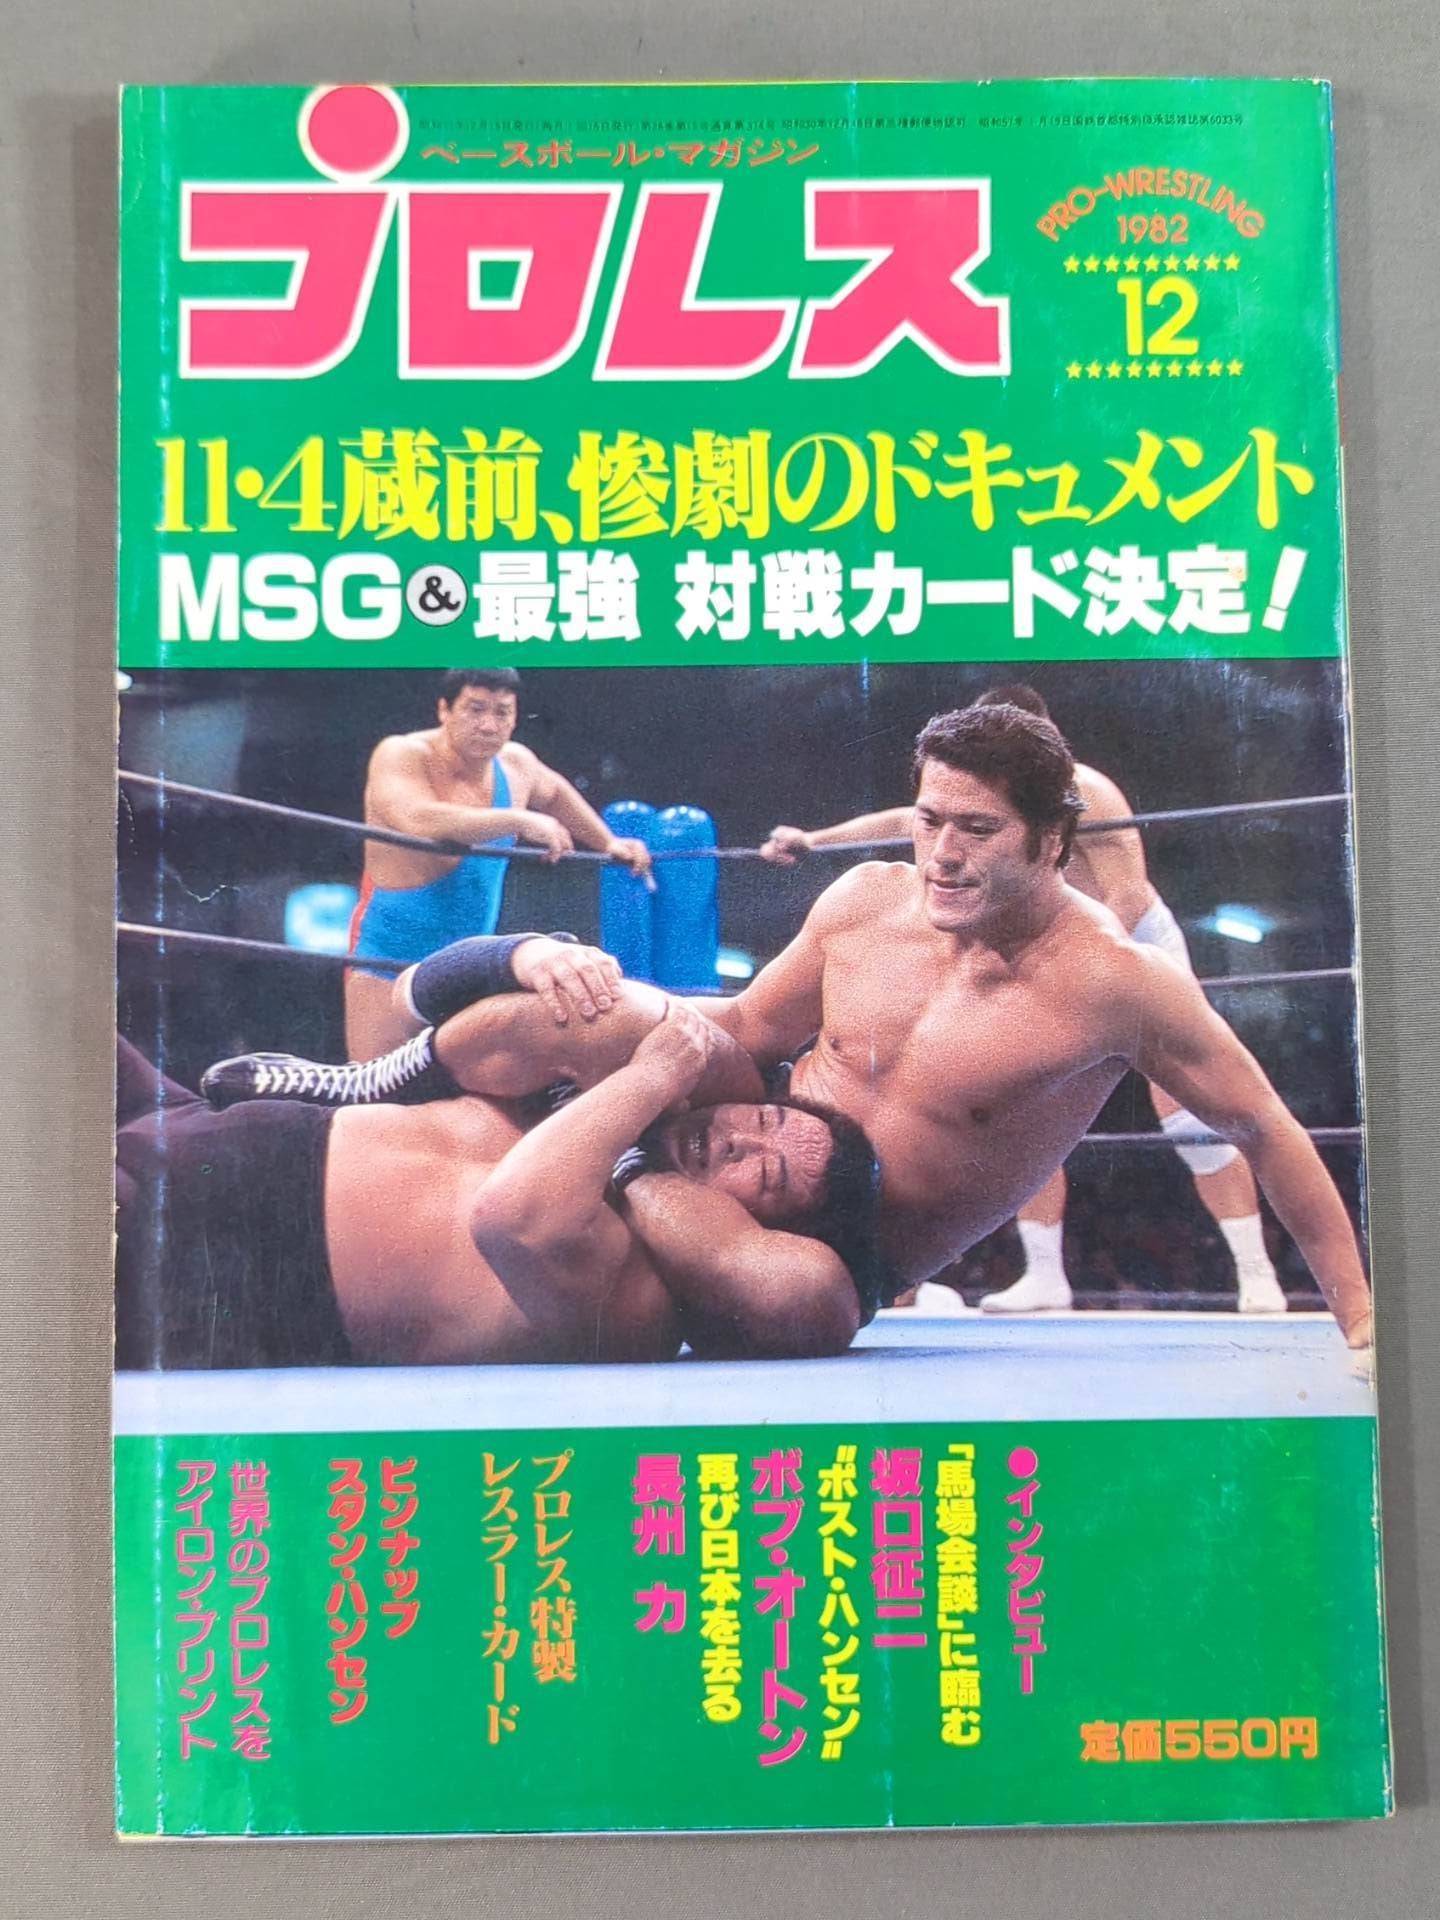 ベースボール・マガジン
プロレス
PRO-WRESTLING
1982
12
11・4蔵前、惨劇のドキュメント
MSG&最強 対戦カード決定!
●インタビュー
「馬場会談」に臨む
坂口征二
"ポスト・ハンセン"
ボブ・オートン
再び日本を去る
長州 力
プロレス特製
レスラー・カード
ピンナップ
スタン・ハンセン
世界のプロレスを
アイロン・プリント
定価550円